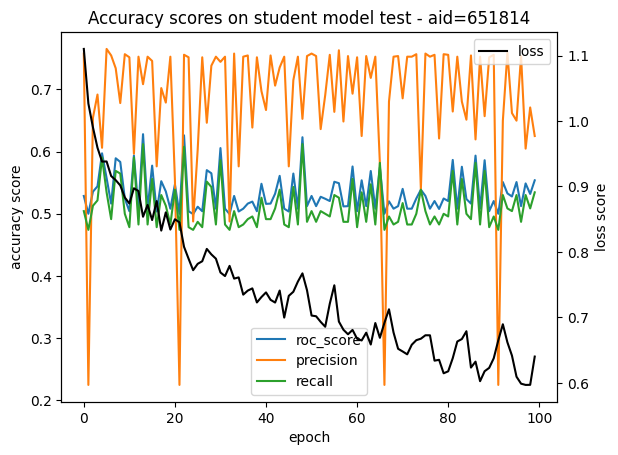 Accuracy scores on student model test - aid=651814
accuracy score
0.7
0.6
0.5
0.4
0.3
0.2
0
20
40
60
80
100
epoch
1.1
1.0
0.9
0.8
0.7
0.6
loss score
loss
roc_score
precision
recall